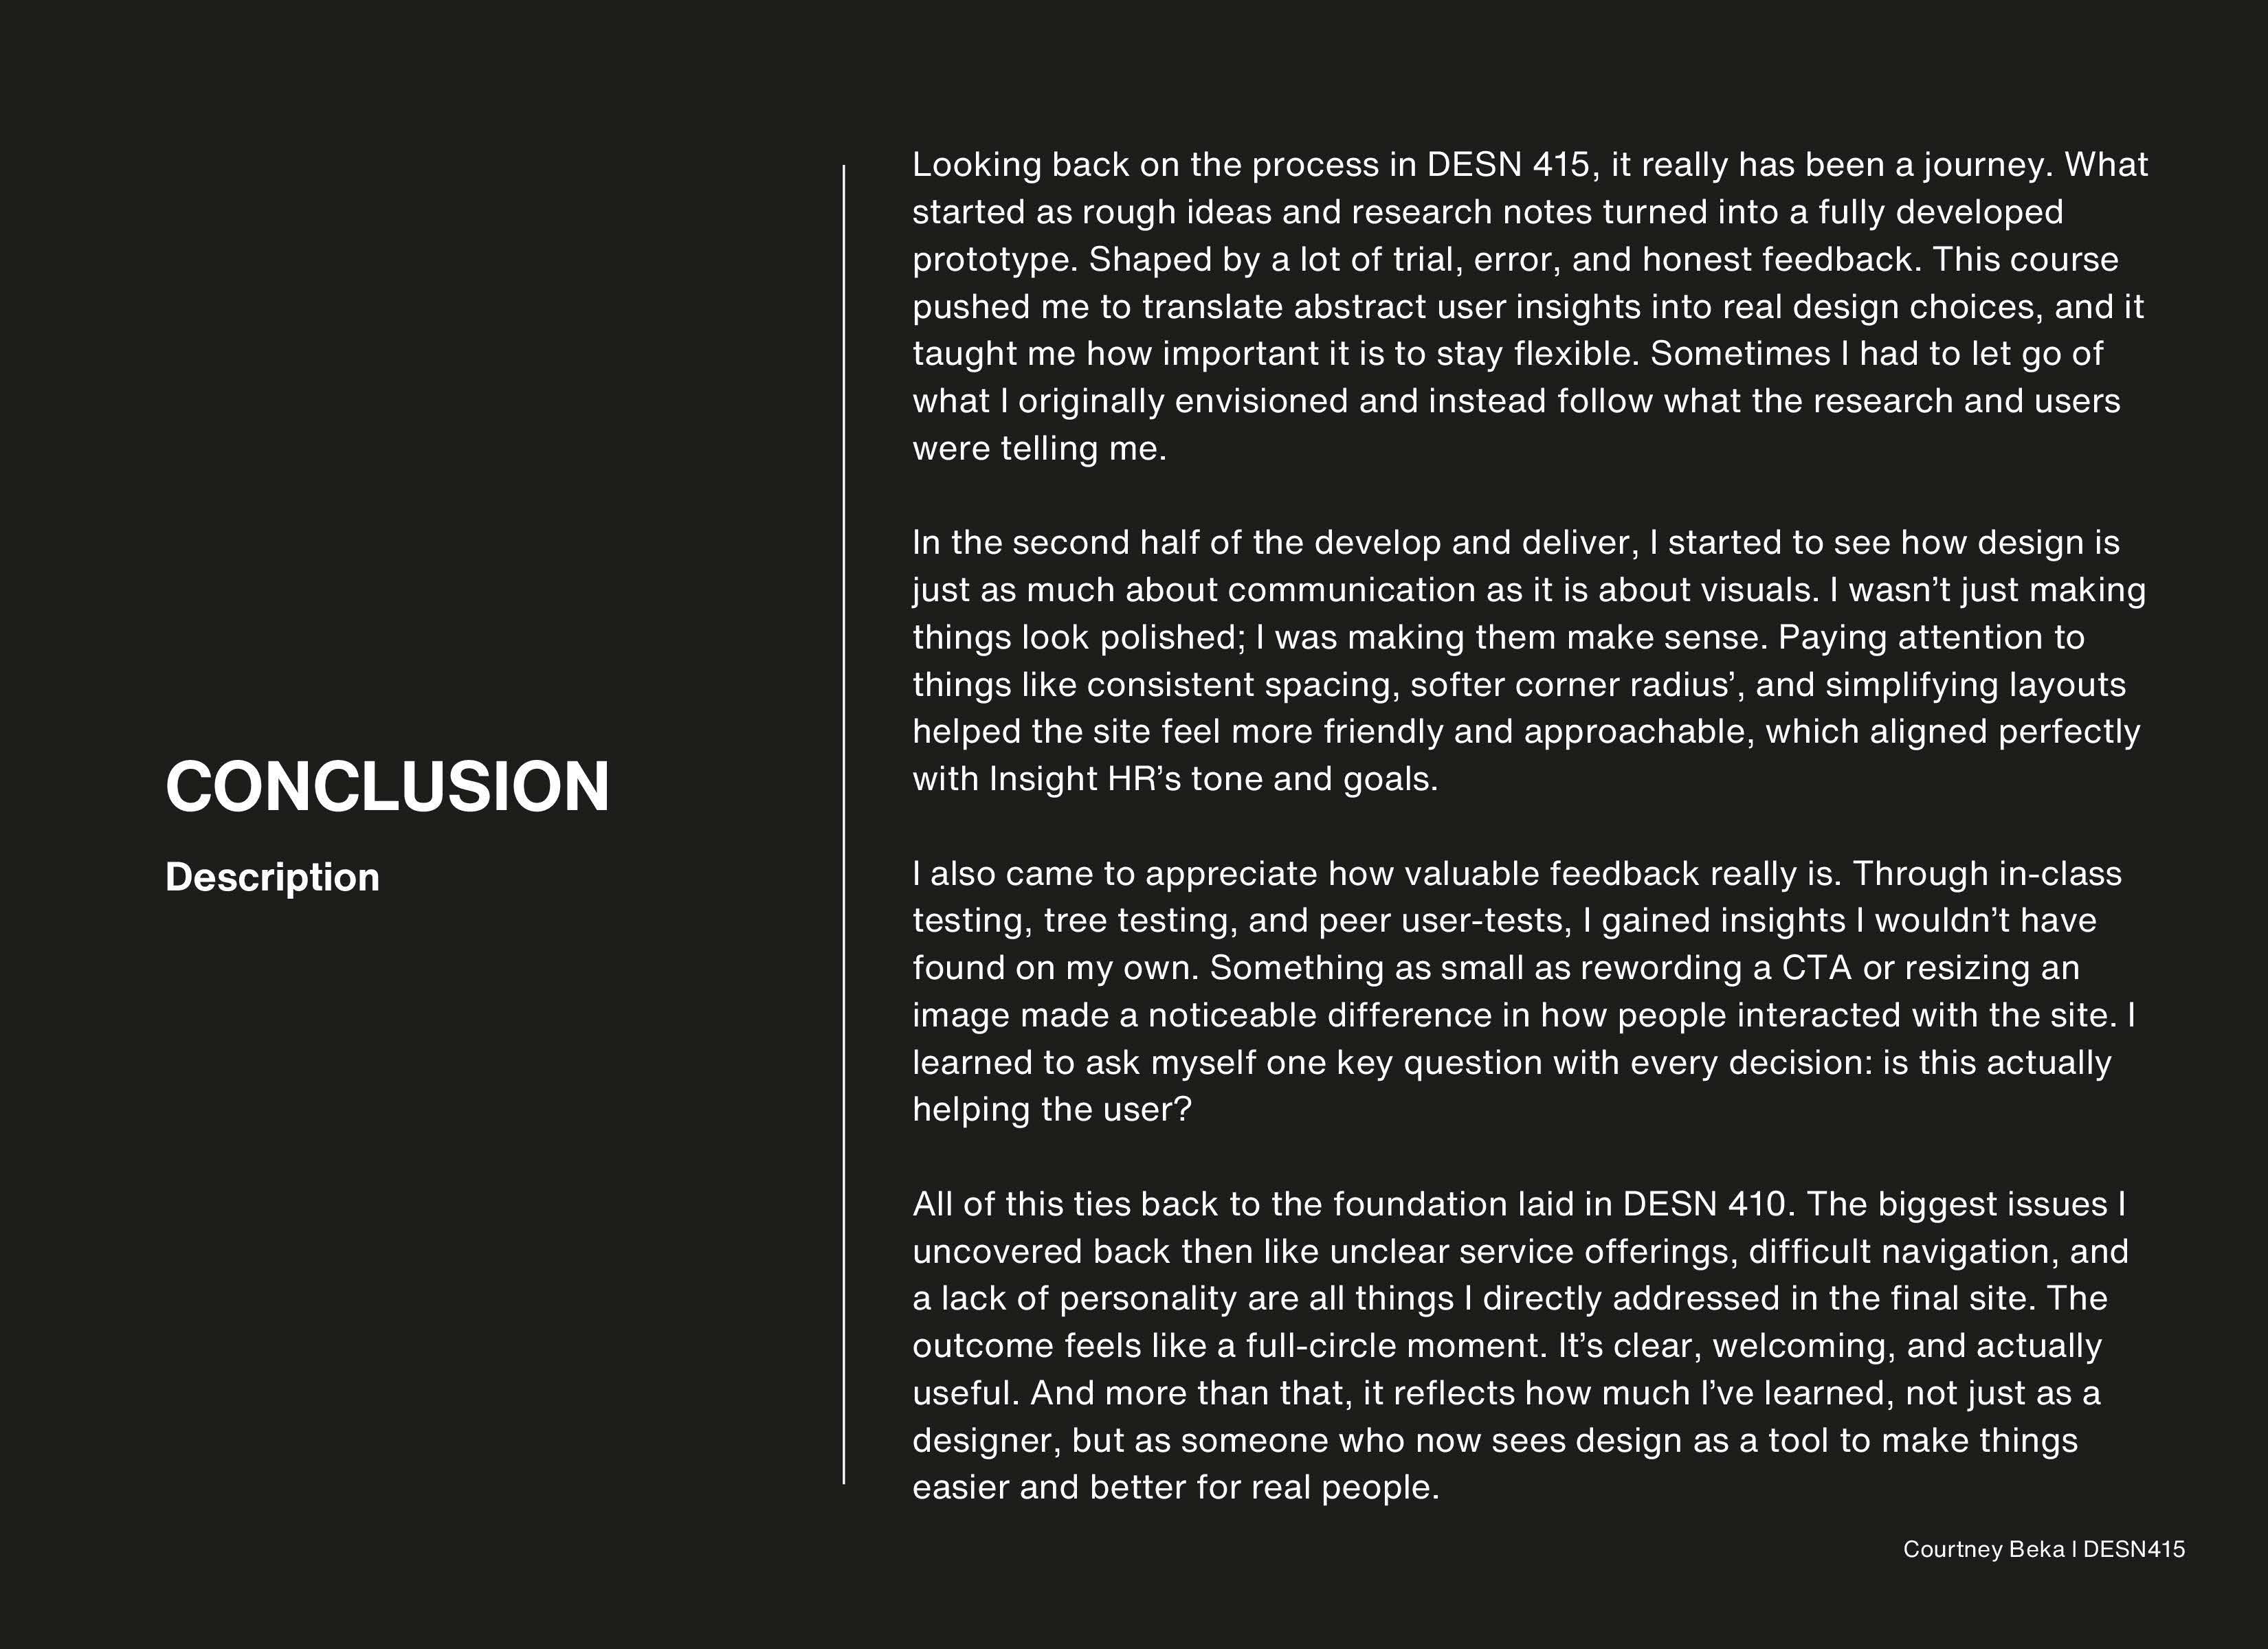 CONCLUSION
Description
Looking back on the process in DESN 415, it really has been a journey. What
started as rough ideas and research notes turned into a fully developed
prototype. Shaped by a lot of trial, error, and honest feedback. This course
pushed me to translate abstract user insights into real design choices, and it
taught me how important it is to stay flexible. Sometimes I had to let go of
what I originally envisioned and instead follow what the research and users
were telling me.
In the second half of the develop and deliver, I started to see how design is
just as much about communication as it is about visuals. I wasn’t just making
things look polished; I was making them make sense. Paying attention to
things like consistent spacing, softer corner radius’, and simplifying layouts
helped the site feel more friendly and approachable, which aligned perfectly
with Insight HR’s tone and goals.
I also came to appreciate how valuable feedback really is. Through in-class
testing, tree testing, and peer user-tests, I gained insights I wouldn’t have
found on my own. Something as small as rewording a CTA or resizing an
image made a noticeable difference in how people interacted with the site. I
learned to ask myself one key question with every decision: is this actually
helping the user?
All of this ties back to the foundation laid in DESN 410. The biggest issues I
uncovered back then like unclear service offerings, difficult navigation, and
a lack of personality are all things I directly addressed in the final site. The
outcome feels like a full-circle moment. It’s clear, welcoming, and actually
useful. And more than that, it reflects how much I’ve learned, not just as a
designer, but as someone who now sees design as a tool to make things
easier and better for real people.
Courtney Beka | DESN415